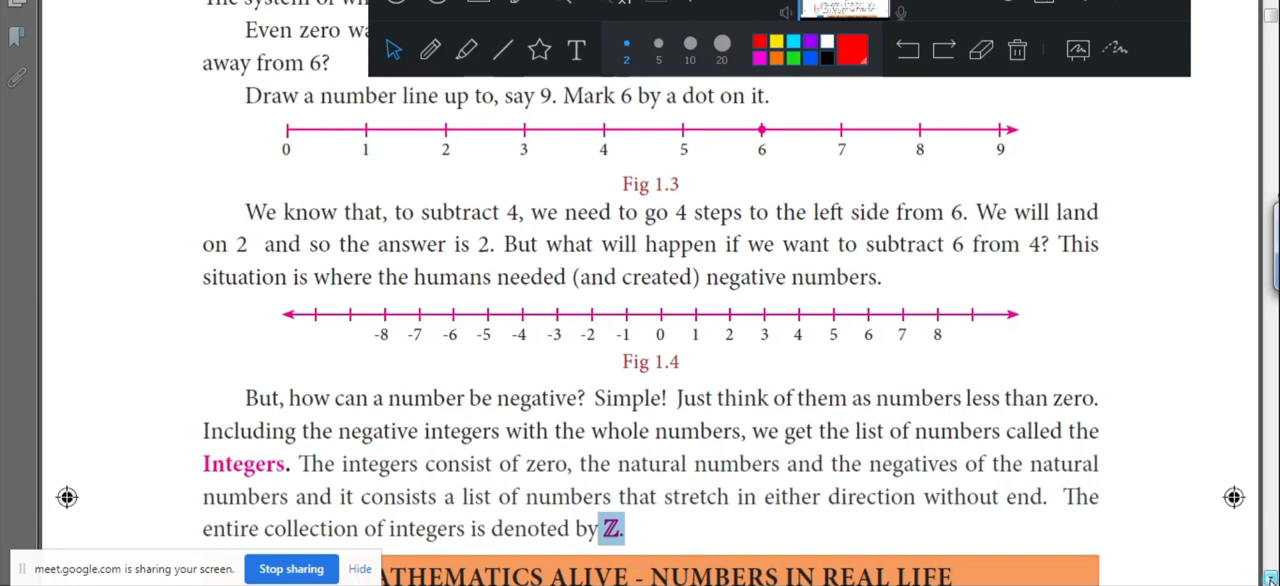 Even zero wa
away from 6?
2 5 10 20
Draw a number line up to, say 9. Mark 6 by a dot on it.
0 1 2 3 4 5 6 7 8 9
Fig 1.3
We know that, to subtract 4, we need to go 4 steps to the left side from 6. We will land
on 2 and so the answer is 2. But what will happen if we want to subtract 6 from 4? This
situation is where the humans needed (and created) negative numbers.
-8 -7 -6 -5 -4 -3 -2 -1 0 1 2 3 4 5 6 7 8
Fig 1.4
But, how can a number be negative? Simple! Just think of them as numbers less than zero.
Including the negative integers with the whole numbers, we get the list of numbers called the
Integers. The integers consist of zero, the natural numbers and the negatives of the natural
numbers and it consists a list of numbers that stretch in either direction without end. The
entire collection of integers is denoted by ℤ.
meet.google.com is sharing your screen. Stop sharing Hide
ATHEMATICS ALIVE - NUMBERS IN REAL LIFE